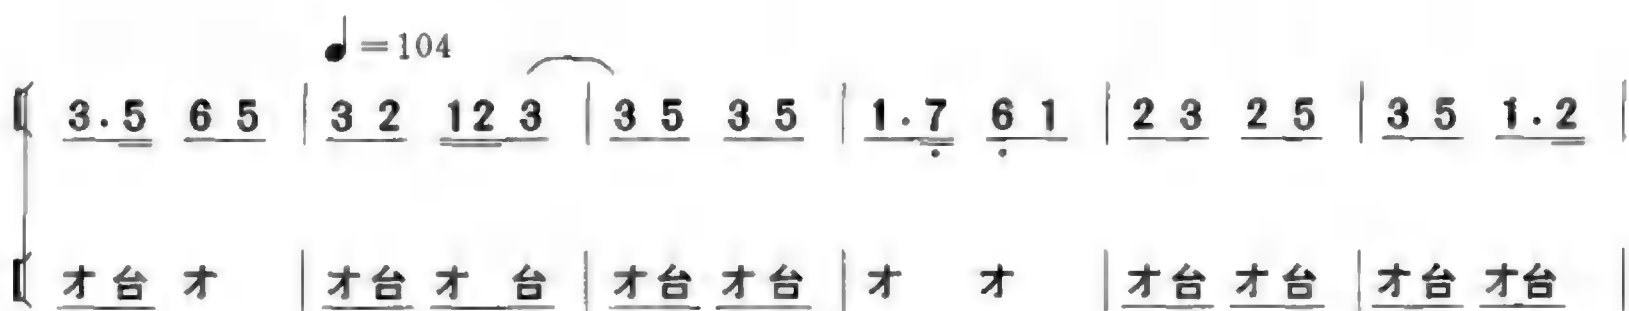 ♩=104
3.5 6 5 | 3 2 12 3 | 3 5 3 5 | 1.7 6 1 | 2 3 2 5 | 3 5 1.2 |
才台 才 | 才台 才 台 | 才台 才台 | 才 才 | 才台 才台 | 才台 才台 |